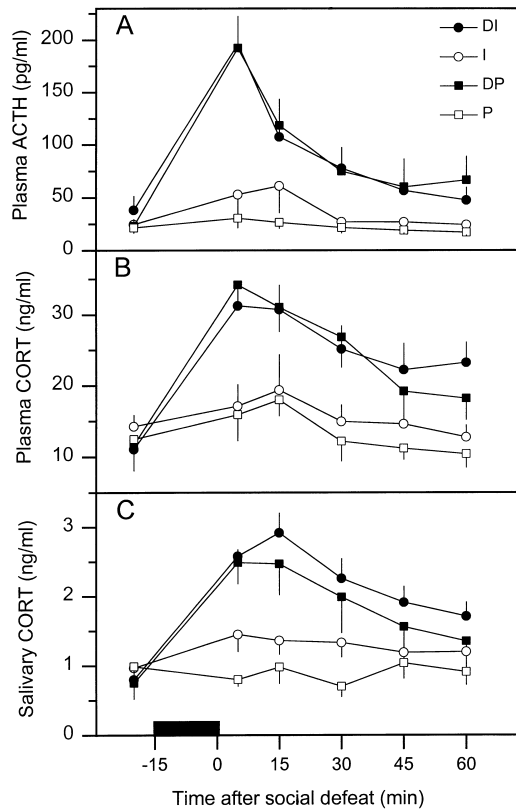 A
DI
I
DP
P
Plasma ACTH (pg/ml)
200
150
100
50
0
B
Plasma CORT (ng/ml)
30
20
10
C
Salivary CORT (ng/ml)
3
2
1
0
-15 0 15 30 45 60
Time after social defeat (min)